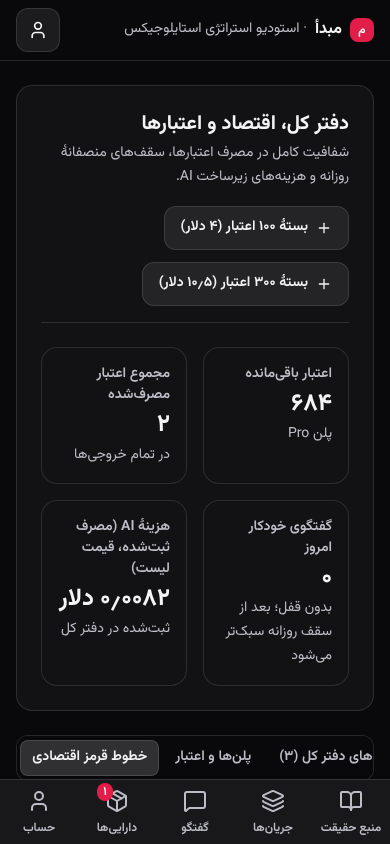 م مبدأ · استودیو استراتژی استایلوجیکس
دفتر کل، اقتصاد و اعتبارها
شفافیت کامل در مصرف اعتبارها، سقف‌های منصفانهٔ
روزانه و هزینه‌های زیرساخت AI.
+ بستهٔ ۱۰۰ اعتبار (۴ دلار)
+ بستهٔ ۳۰۰ اعتبار (۱۰٫۵ دلار)
اعتبار باقی‌مانده
۶۸۴
پلن Pro
مجموع اعتبار
مصرف‌شده
۲
در تمام خروجی‌ها
گفتگوی خودکار
امروز
۰
بدون قفل؛ بعد از
سقف روزانه سبک‌تر
می‌شود
هزینهٔ AI (مصرف
ثبت‌شده، قیمت
لیست)
۰٫۰۰۸۲ دلار
ثبت‌شده در دفتر کل
های دفتر کل (۳)
پلن‌ها و اعتبار
خطوط قرمز اقتصادی
منبع حقیقت
جریان‌ها
گفتگو
۱
دارایی‌ها
حساب